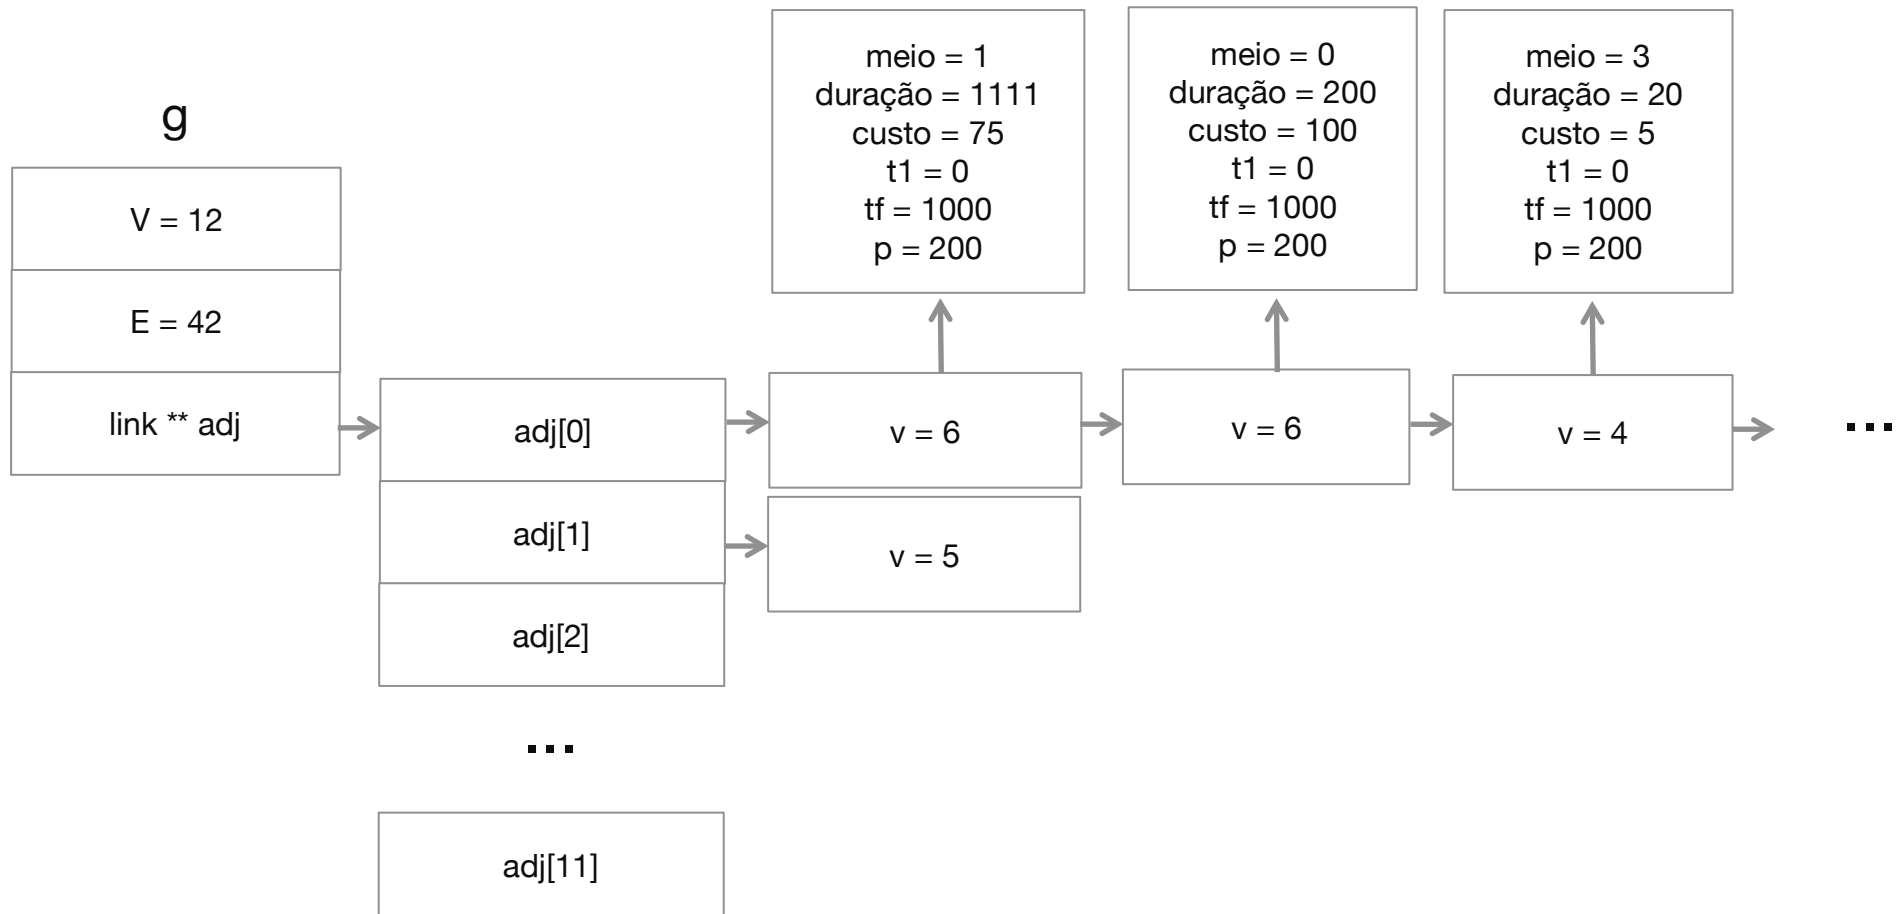 g
V = 12
E = 42
link ** adj
adj[0]
adj[1]
adj[2]
...
adj[11]
meio = 1
duração = 1111
custo = 75
t1 = 0
tf = 1000
p = 200
meio = 0
duração = 200
custo = 100
t1 = 0
tf = 1000
p = 200
meio = 3
duração = 20
custo = 5
t1 = 0
tf = 1000
p = 200
v = 6
v = 6
v = 4
...
v = 5